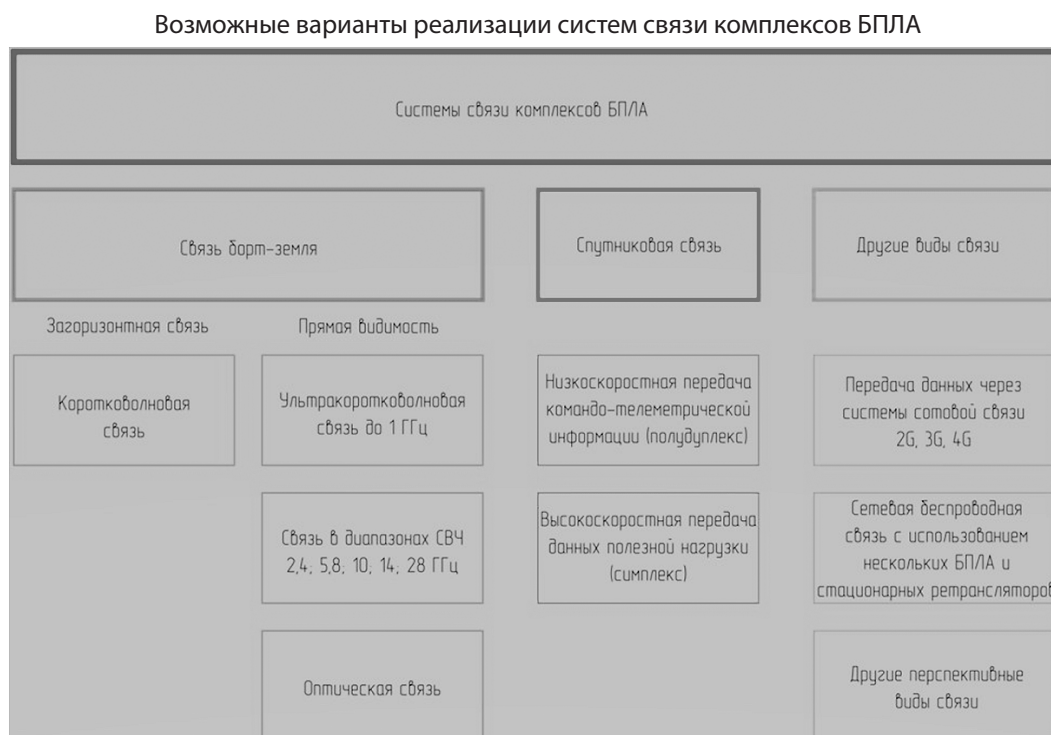 Возможные варианты реализации систем связи комплексов БПЛА
Системы связи комплексов БПЛА
Связь борт-земля
Спутниковая связь
Другие виды связи
Загоризонтная связь
Прямая видимость
Коротковолновая
связь
Ультракоротковолновая
связь до 1 ГГц
Низкоскоростная передача
командо-телеметрической
информации (полудуплекс)
Передача данных через
системы сотовой связи
2G, 3G, 4G
Связь в диапазонах СВЧ
2,4; 5,8; 10; 14; 28 ГГц
Высокоскоростная передача
данных полезной нагрузки
(симплекс)
Сетевая беспроводная
связь с использованием
нескольких БПЛА и
стационарных ретрансляторов
Оптическая связь
Другие перспективные
виды связи